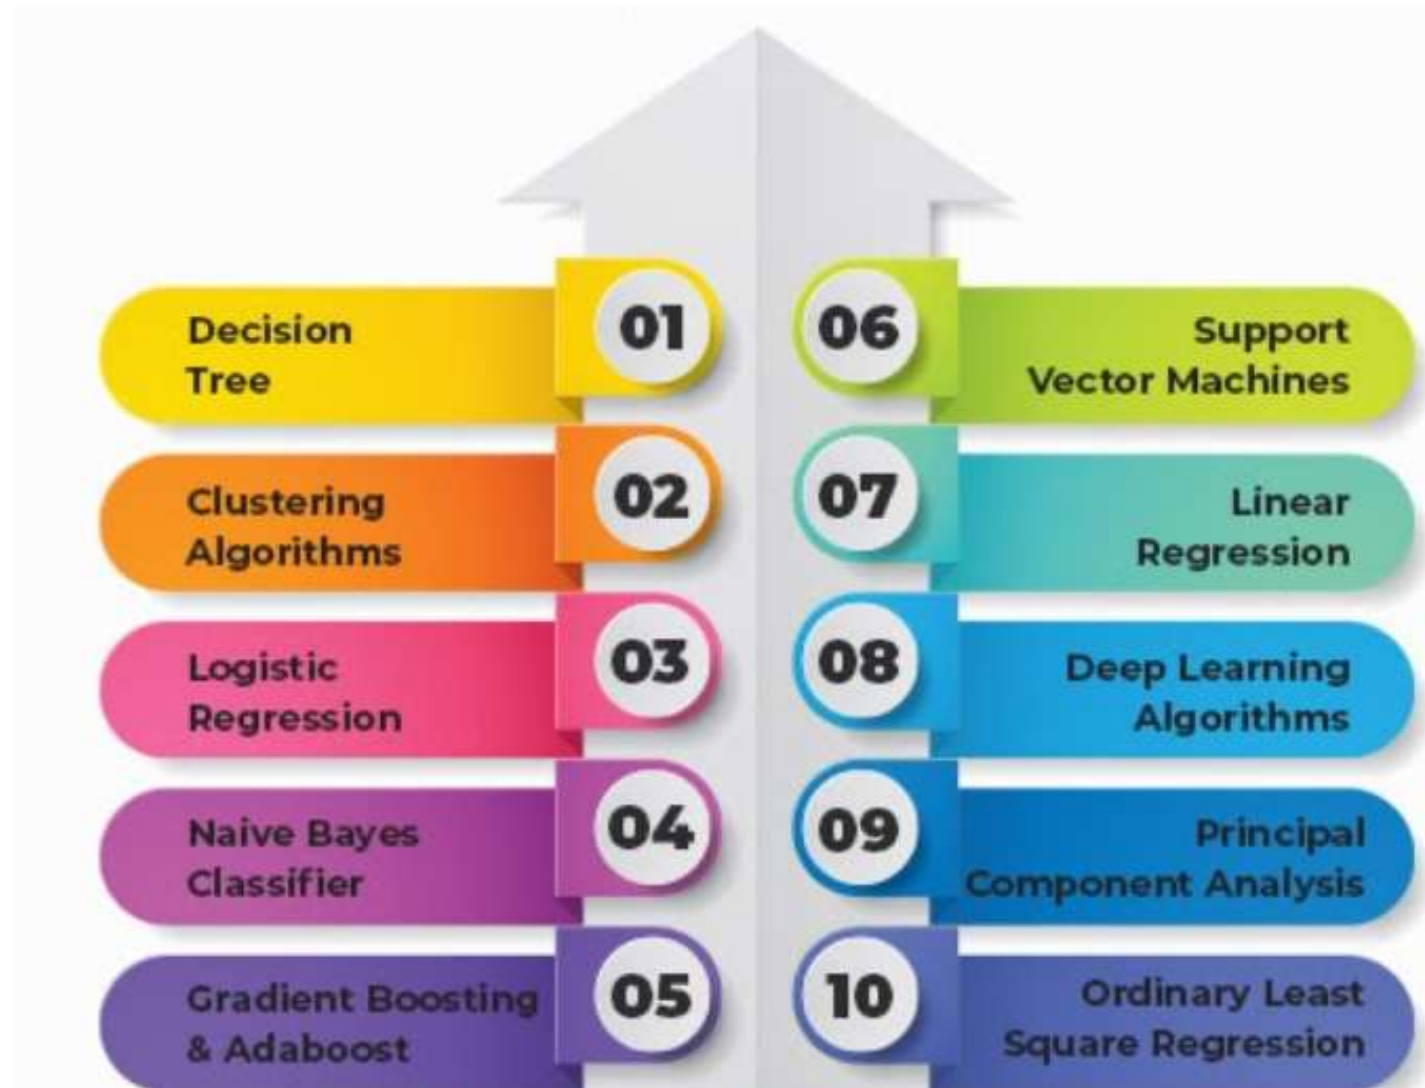 Decision
Tree
01
Clustering
Algorithms
02
Logistic
Regression
03
Naive Bayes
Classifier
04
Gradient Boosting
& Adaboost
05
06
Support
Vector Machines
07
Linear
Regression
08
Deep Learning
Algorithms
09
Principal
Component Analysis
10
Ordinary Least
Square Regression